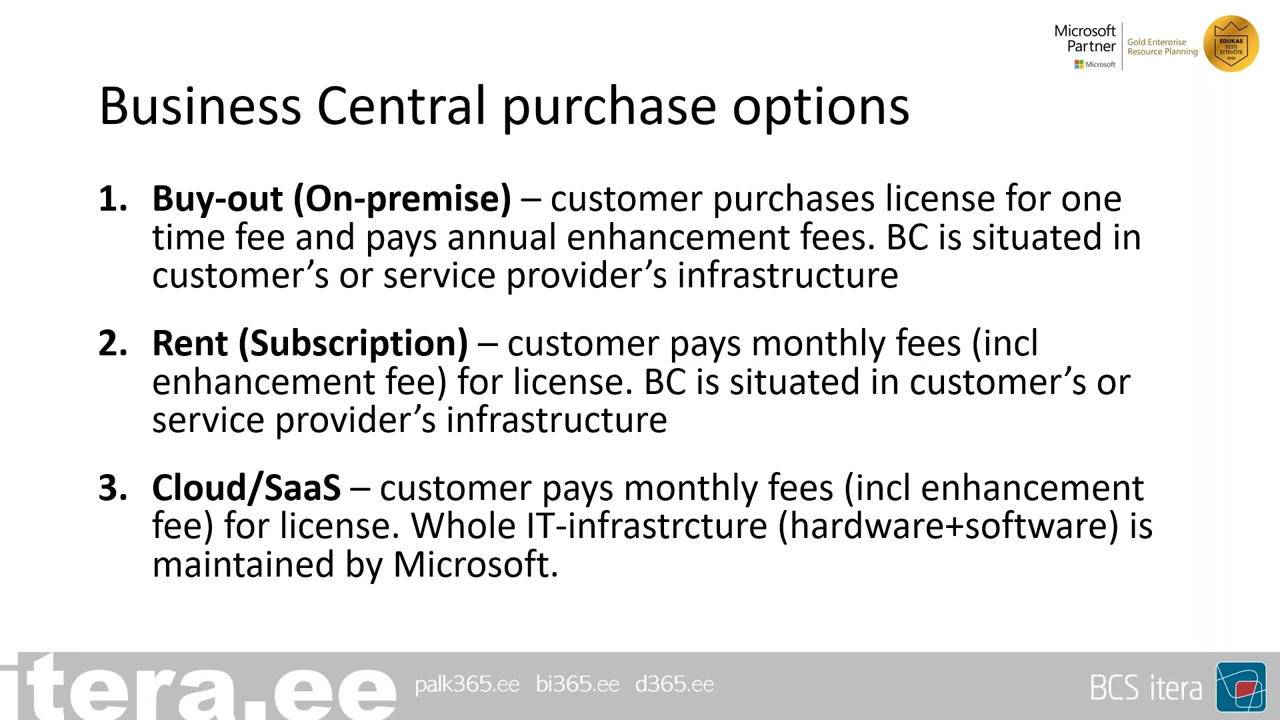 Microsoft
Partner
Microsoft
Gold Enterprise
Resource Planning
EDUKAS
EESTI
ETTEVÕTE
Business Central purchase options
1. Buy-out (On-premise) – customer purchases license for one
time fee and pays annual enhancement fees. BC is situated in
customer’s or service provider’s infrastructure
2. Rent (Subscription) – customer pays monthly fees (incl
enhancement fee) for license. BC is situated in customer’s or
service provider’s infrastructure
3. Cloud/SaaS – customer pays monthly fees (incl enhancement
fee) for license. Whole IT-infrastrcture (hardware+software) is
maintained by Microsoft.
itera.ee
palk365.ee bi365.ee d365.ee
BCS itera